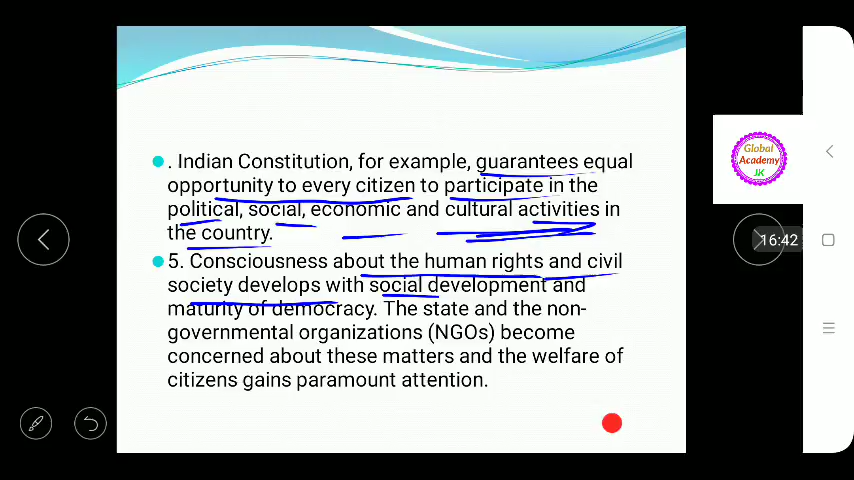 . Indian Constitution, for example, guarantees equal
opportunity to every citizen to participate in the
political, social, economic and cultural activities in
the country.
5. Consciousness about the human rights and civil
society develops with social development and
maturity of democracy. The state and the non-
governmental organizations (NGOs) become
concerned about these matters and the welfare of
citizens gains paramount attention.
Global
Academy
JK
16:42